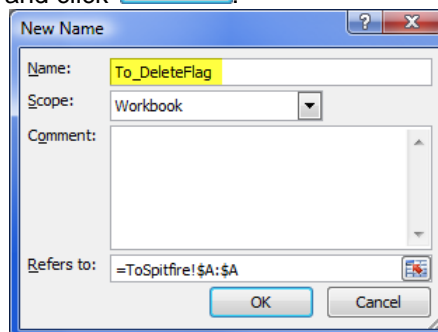 and click .
New Name
Name: To_DeleteFlag
Scope: Workbook
Comment:
Refers to: =ToSpitfire!$A:$A
OK Cancel